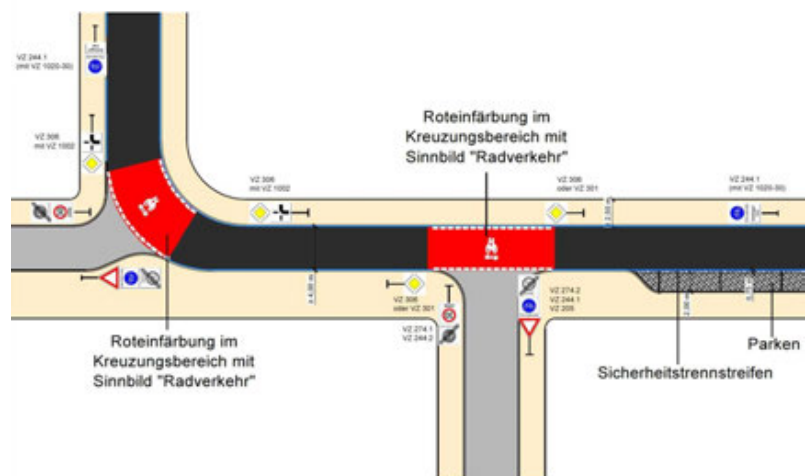 VZ 244.1
(mit VZ 1020-30)
VZ 306
mit VZ 1002
Roteinfärbung im
Kreuzungsbereich mit
Sinnbild "Radverkehr"
VZ 306
mit VZ 1002
VZ 306
oder VZ 301
VZ 244.1
(mit VZ 1020-30)
VZ 306
oder VZ 301
VZ 274.2
VZ 244.1
VZ 205
VZ 274.1
VZ 244.2
Roteinfärbung im
Kreuzungsbereich mit
Sinnbild "Radverkehr"
Parken
Sicherheitstrennstreifen